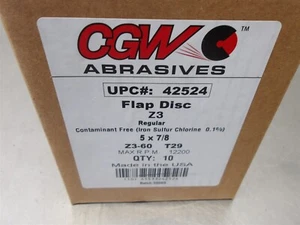 CGW
TM
ABRASIVES
UPC#: 42524
Flap Disc
Z3
Regular
Contaminant Free (Iron Sulfur Chlorine 0.1%)
5 x 7/8
Z3-60 T29
MAX R.P.M. 12200
QTY: 10
Made in the USA